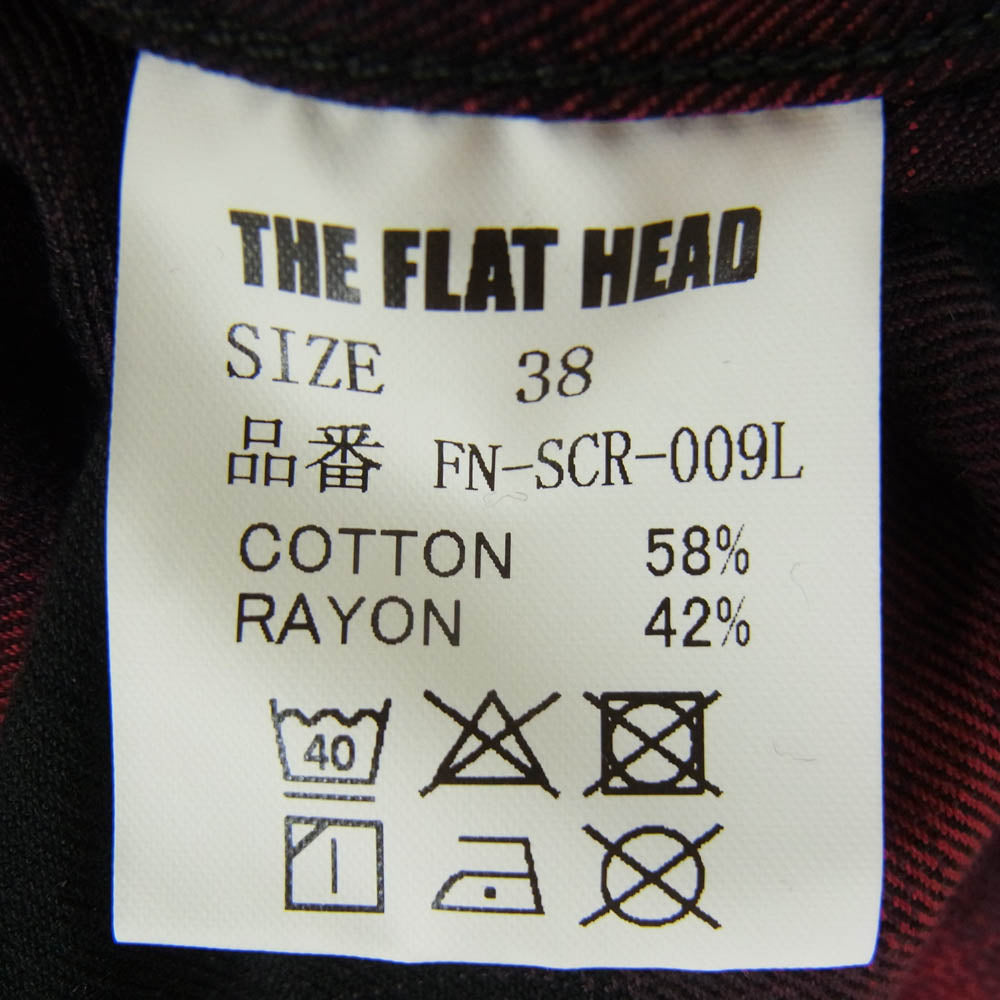 THE FLAT HEAD
SIZE 38
品番 FN-SCR-009L
COTTON 58%
RAYON 42%
40